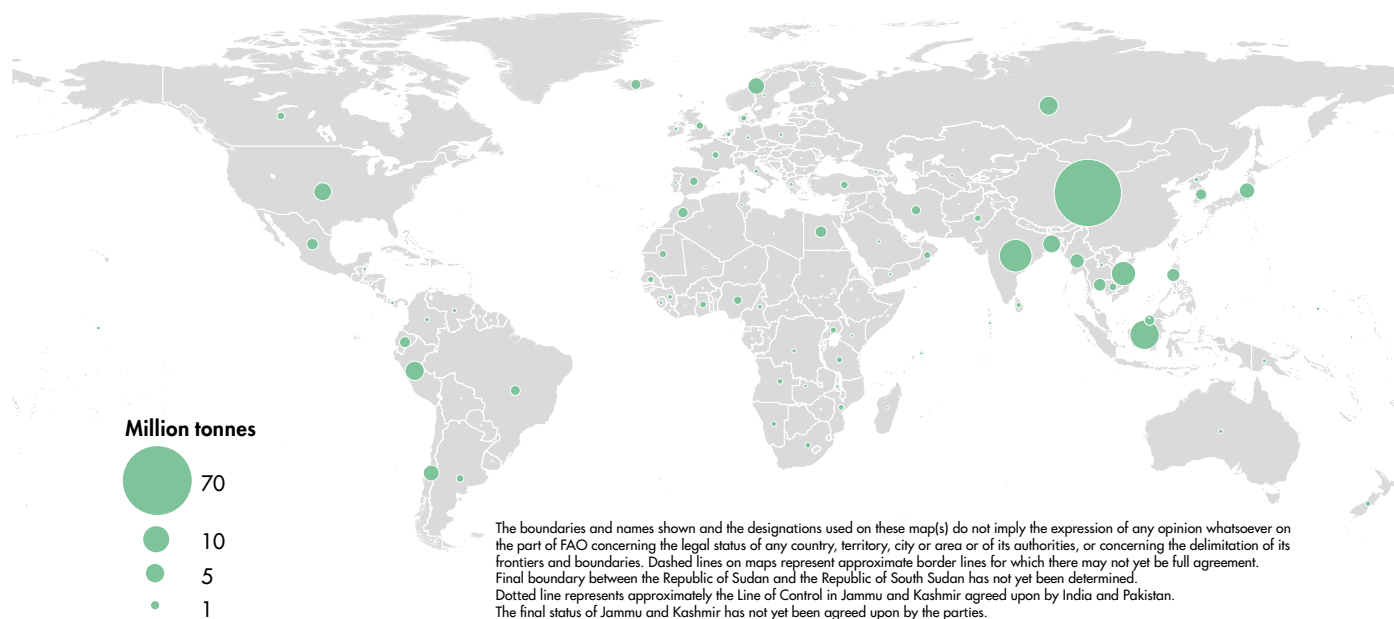 Million tonnes
70
10
5
1
The boundaries and names shown and the designations used on these map(s) do not imply the expression of any opinion whatsoever on
the part of FAO concerning the legal status of any country, territory, city or area or of its authorities, or concerning the delimitation of its
frontiers and boundaries. Dashed lines on maps represent approximate border lines for which there may not yet be full agreement.
Final boundary between the Republic of Sudan and the Republic of South Sudan has not yet been determined.
Dotted line represents approximately the Line of Control in Jammu and Kashmir agreed upon by India and Pakistan.
The final status of Jammu and Kashmir has not yet been agreed upon by the parties.